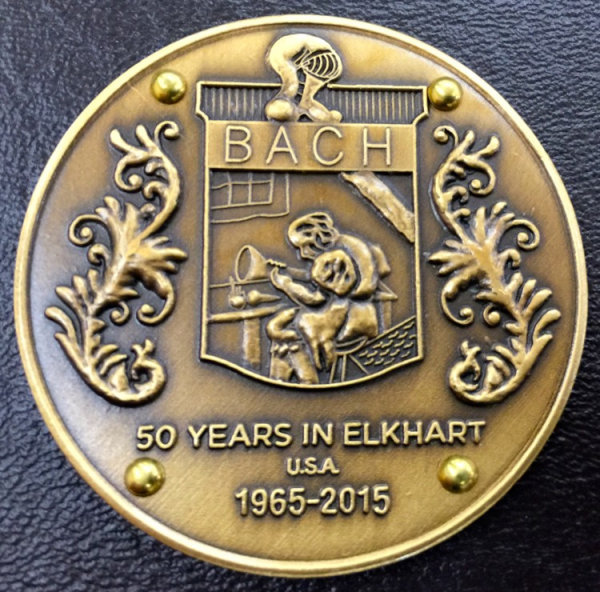 BACH
50 YEARS IN ELKHART
U.S.A.
1965-2015